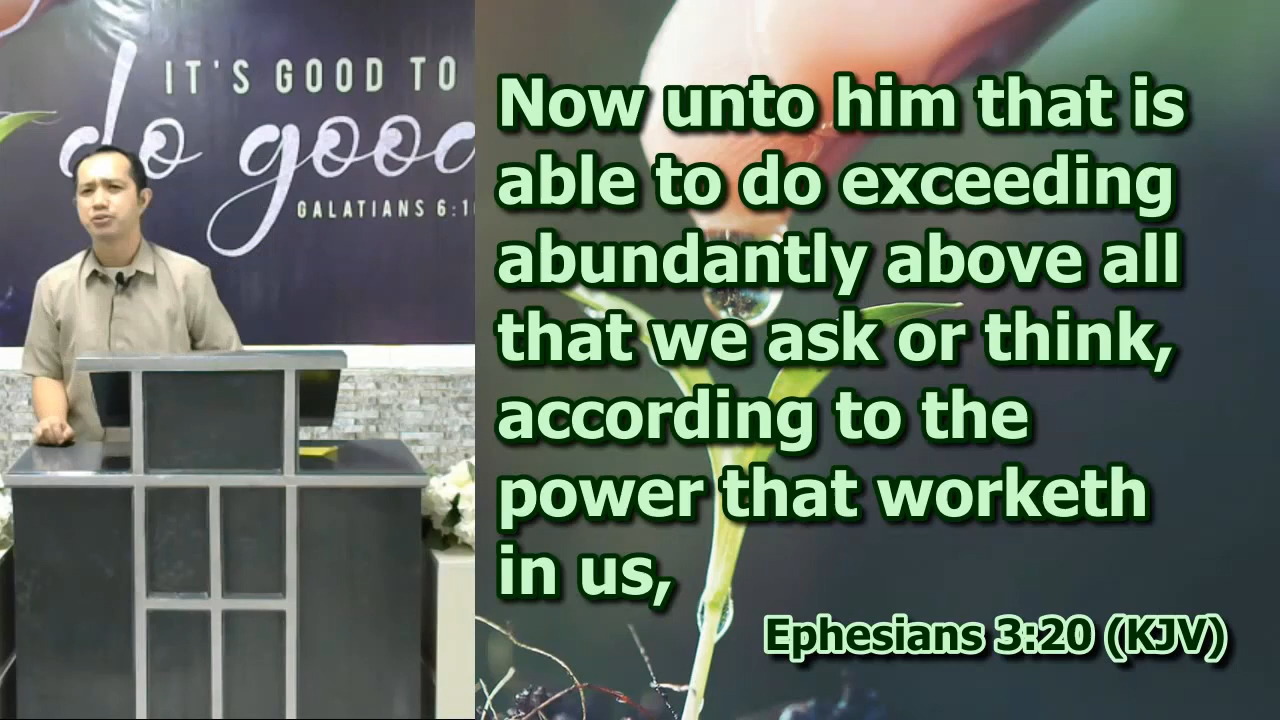 IT'S GOOD TO
do good
GALATIANS 6:1
Now unto him that is
able to do exceeding
abundantly above all
that we ask or think,
according to the
power that worketh
in us,
Ephesians 3:20 (KJV)